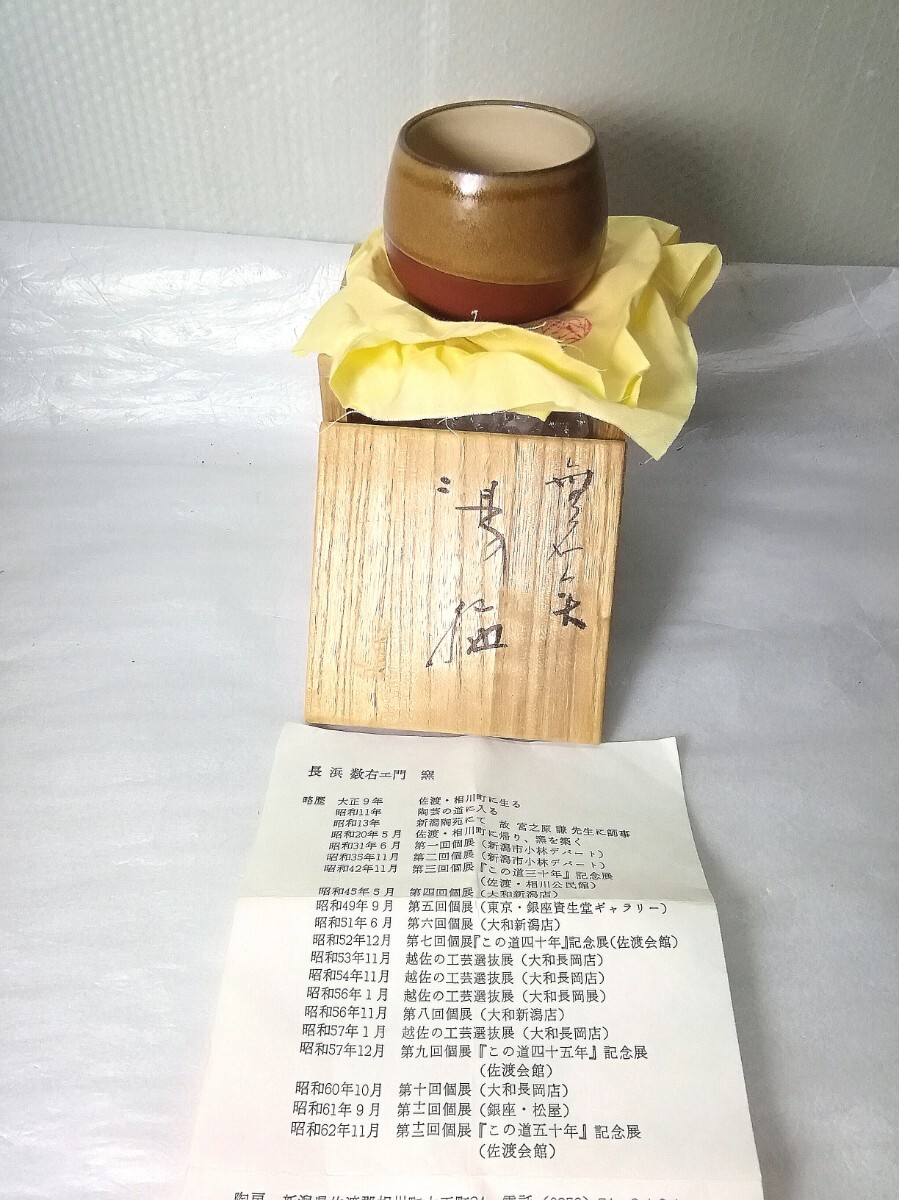 湯
長浜 数右エ門 窯
略歴 大正9年 佐渡・相川町に生る
昭和11年 陶芸の道に入る
昭和13年 新潟陶苑にて 故 宮之原 謙 先生に師事
昭和20年5月 佐渡・相川町に帰り、窯を築く
昭和31年6月 第一回個展(新潟市小林デパート)
昭和35年11月 第二回個展(新潟市小林デパート)
昭和42年11月 第三回個展『この道三十年』記念展
(佐渡・相川公民館)
昭和45年5月 第四回個展(大和新潟店)
昭和49年9月 第五回個展(東京・銀座資生堂ギャラリー)
昭和51年6月 第六回個展(大和新潟店)
昭和52年12月 第七回個展『この道四十年』記念展(佐渡会館)
昭和53年11月 越佐の工芸選抜展(大和長岡店)
昭和54年11月 越佐の工芸選抜展(大和長岡店)
昭和56年1月 越佐の工芸選抜展(大和長岡展)
昭和56年11月 第八回個展(大和新潟店)
昭和57年1月 越佐の工芸選抜展(大和長岡店)
昭和57年12月 第九回個展『この道四十五年』記念展
(佐渡会館)
昭和60年10月 第十回個展(大和長岡店)
昭和61年9月 第十一回個展(銀座・松屋)
昭和62年11月 第十二回個展『この道五十年』記念展
(佐渡会館)
陶房 新潟県佐渡郡相川町 電話